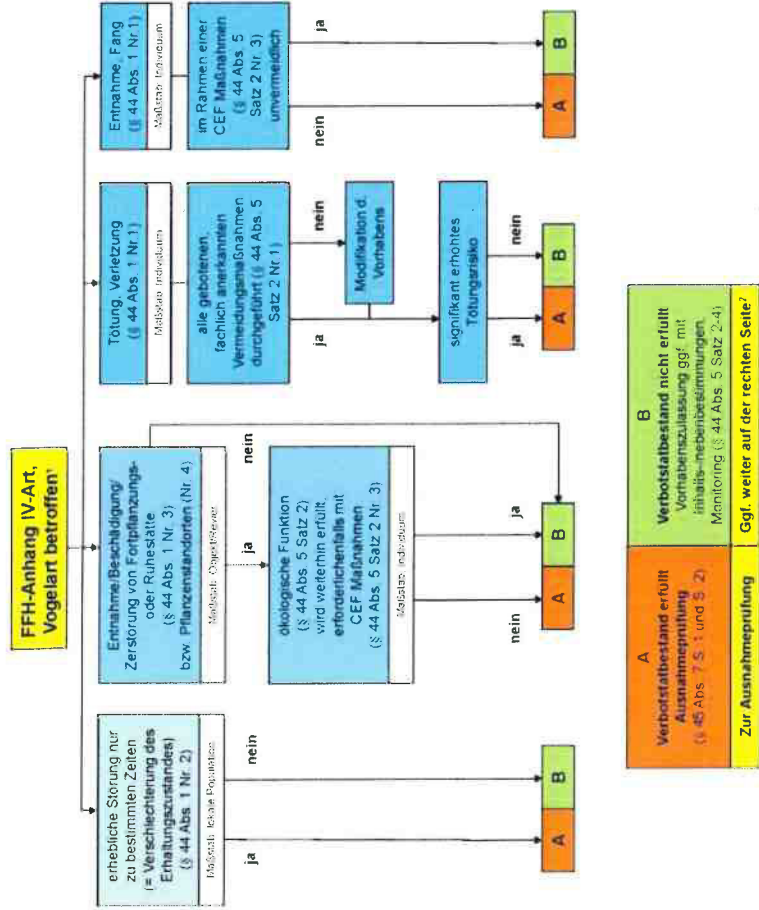 FFH-Anhang IV-Art,
Vogelart betroffen¹
erhebliche Störung nur
zu bestimmten Zeiten
(= Verschlechterung des
Erhaltungszustandes)
(§ 44 Abs. 1 Nr. 2)
Maßstab: lokale Population
ja
nein
A
B
Entnahme/Beschädigung/
Zerstörung von Fortpflanzungs-
oder Ruhestätte
(§ 44 Abs. 1 Nr. 3)
bzw. Pflanzenstandorten (Nr. 4)
Maßstab: Objekt/Revier
ja
nein
ökologische Funktion
(§ 44 Abs. 5 Satz 2)
wird weiterhin erfüllt,
erforderlichenfalls mit
CEF Maßnahmen
(§ 44 Abs. 5 Satz 2 Nr. 3)
Maßstab: Individuum
nein
ja
A
B
Tötung, Verletzung
(§ 44 Abs. 1 Nr. 1)
Maßstab: Individuum
alle gebotenen,
fachlich anerkannten
Vermeidungsmaßnahmen
durchgeführt (§ 44 Abs. 5
Satz 2 Nr. 1)
ja
nein
Modifikation d.
Vorhabens
signifikant erhöhtes
Tötungsrisiko
ja
nein
A
B
Entnahme, Fang
(§ 44 Abs. 1 Nr. 1)
Maßstab: Individuum
im Rahmen einer
CEF Maßnahmen
(§ 44 Abs. 5
Satz 2 Nr. 3)
unvermeidlich
nein
ja
A
B
A
Verbotstatbestand erfüllt
Ausnahmeprüfung
(§ 45 Abs. 7 S. 1 und S. 2)
Zur Ausnahmeprüfung
B
Verbotstatbestand nicht erfüllt
Vorhabenszulassung ggf. mit
Inhalts-nebenbestimmungen,
Monitoring (§ 44 Abs. 5 Satz 2-4)
Ggf. weiter auf der rechten Seite²